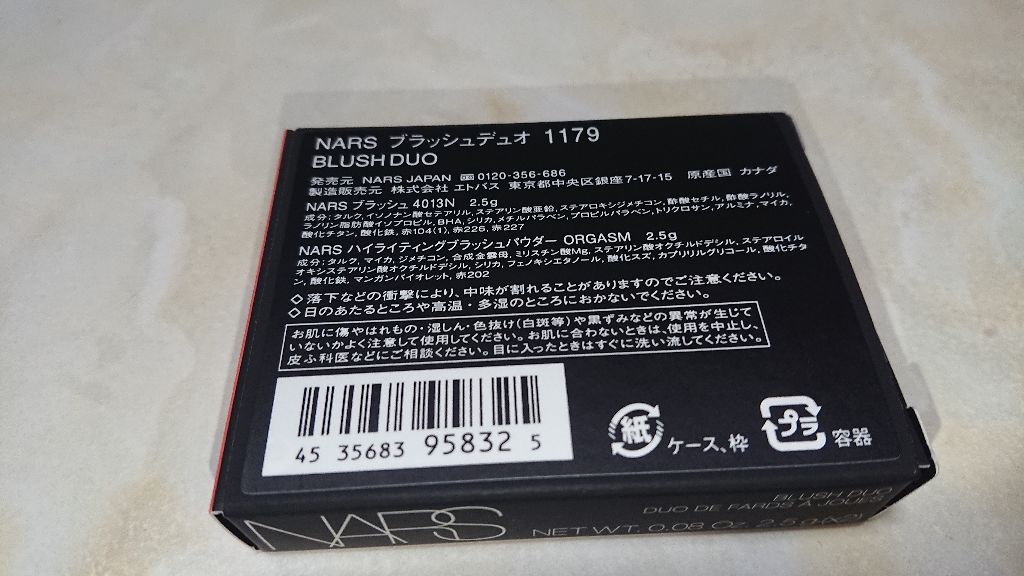 NARS ブラッシュデュオ 1179
BLUSH DUO
発売元 NARS JAPAN 0120-356-686
製造販売元 株式会社 エトバス 東京都中央区銀座7-17-15 原産国 カナダ
NARS ブラッシュ 4013N 2.5g
成分：タルク,イソノナン酸セテアリル,ステアリン酸亜鉛,ステアロキシジメチコン,酢酸セチル,酢酸ラノリル,
ラノリン脂肪酸イソプロピル,BHA,シリカ,メチルパラベン,プロピルパラベン,トリクロサン,アルミナ,マイカ,
酸化チタン,酸化鉄,赤104(1),赤226,赤227
NARS ハイライティングブラッシュパウダー ORGASM 2.5g
成分：タルク,マイカ,ジメチコン,合成金雲母,ミリスチン酸Mg,ステアリン酸オクチルドデシル,ステアロイル
オキシステアリン酸オクチルドデシル,シリカ,フェノキシエタノール,酸化スズ,カプリリルグリコール,酸化チタ
ン,酸化鉄,マンガンバイオレット,赤202
◇落下などの衝撃により、中味が割れることがありますのでご注意ください。
◇日のあたるところや高温・多湿のところにおかないでください。
お肌に傷やはれもの・湿しん・色抜け(白斑等)や黒ずみなどの異常が生じて
いないかよく注意して使用してください。お肌に合わないときは、使用を中止し、
皮ふ科医などにご相談ください。目に入ったときはすぐに洗い流してください。
45 35683 95832 5
紙 ケース、枠
プラ 容器
NARS
BLUSH DUO
DUO DE FARDS À JOUES
NET WT. 0.08 Oz. 2.5 g (x2)